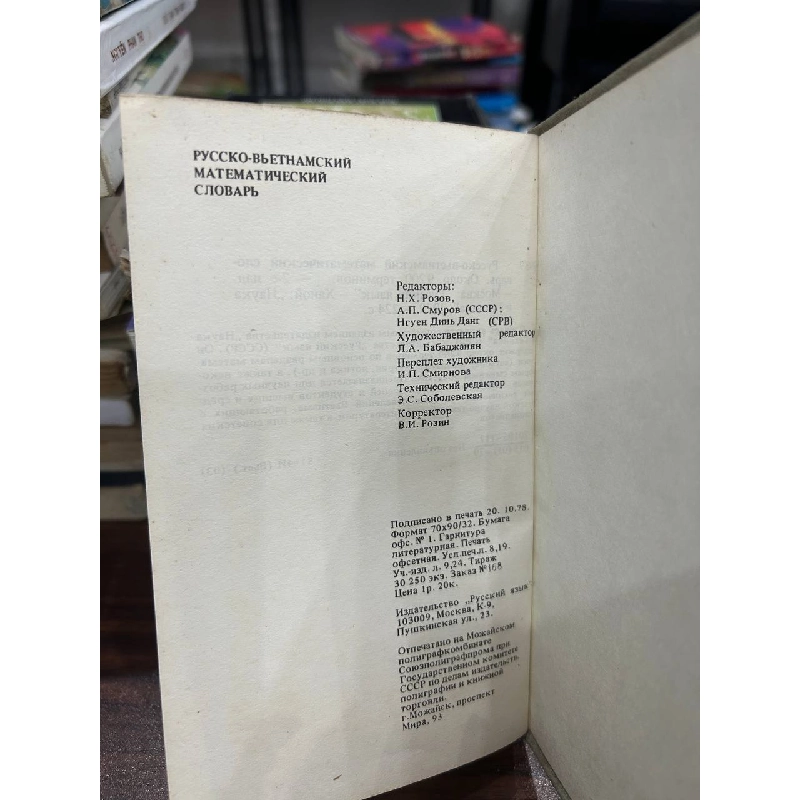 РУССКО-ВЬЕТНАМСКИЙ
МАТЕМАТИЧЕСКИЙ
СЛОВАРЬ
Редакторы:
Н.Х. Розов,
А.П. Смуров (СССР);
Нгуен Динь Данг (СРВ)
Художественный редактор
Л.А. Бабаджанян
Переплет художника
И.П. Смирнова
Технический редактор
Э.С. Соболевская
Корректор
В.И. Розин
Подписано в печать 20. 10.78.
Формат 70х90/32. Бумага
офс. № 1. Гарнитура
литературная. Печать
офсетная. Усл.печ.л. 8,19.
Уч.-изд. л. 9,24. Тираж
30 250 экз. Заказ №168
Цена 1р. 20к.
Издательство „Русский язык"
103009, Москва, К-9,
Пушкинская ул., 23.
Отпечатано на Можайском
полиграфкомбинате
Союзполиграфпрома при
Государственном комитете
СССР по делам издательств,
полиграфии и книжной
торговли.
г.Можайск, проспект
Мира, 93